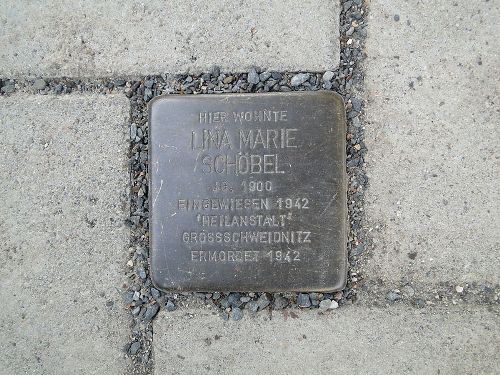 HIER WOHNTE
LINA MARIE
SCHÖBEL
JG. 1900
EINGEWIESEN 1942
"HEILANSTALT"
GROSSSCHWEIDNITZ
ERMORDET 1942